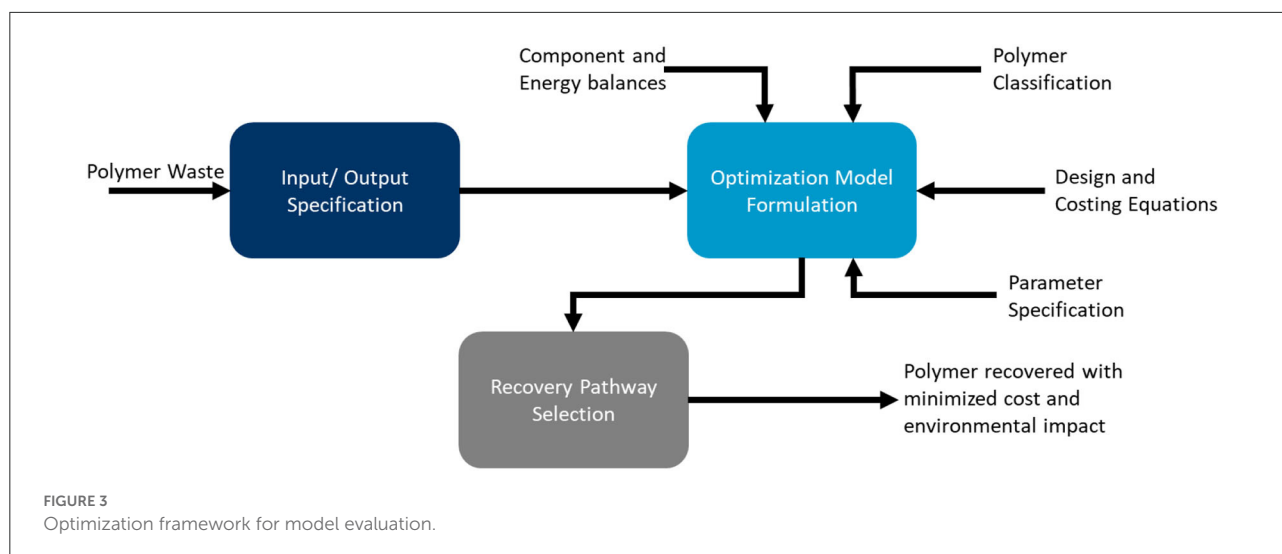 Component and
Energy balances
Polymer
Classification
Polymer Waste
Input/ Output
Specification
Optimization Model
Formulation
Design and
Costing Equations
Parameter
Specification
Recovery Pathway
Selection
Polymer recovered with
minimized cost and
environmental impact
FIGURE 3
Optimization framework for model evaluation.